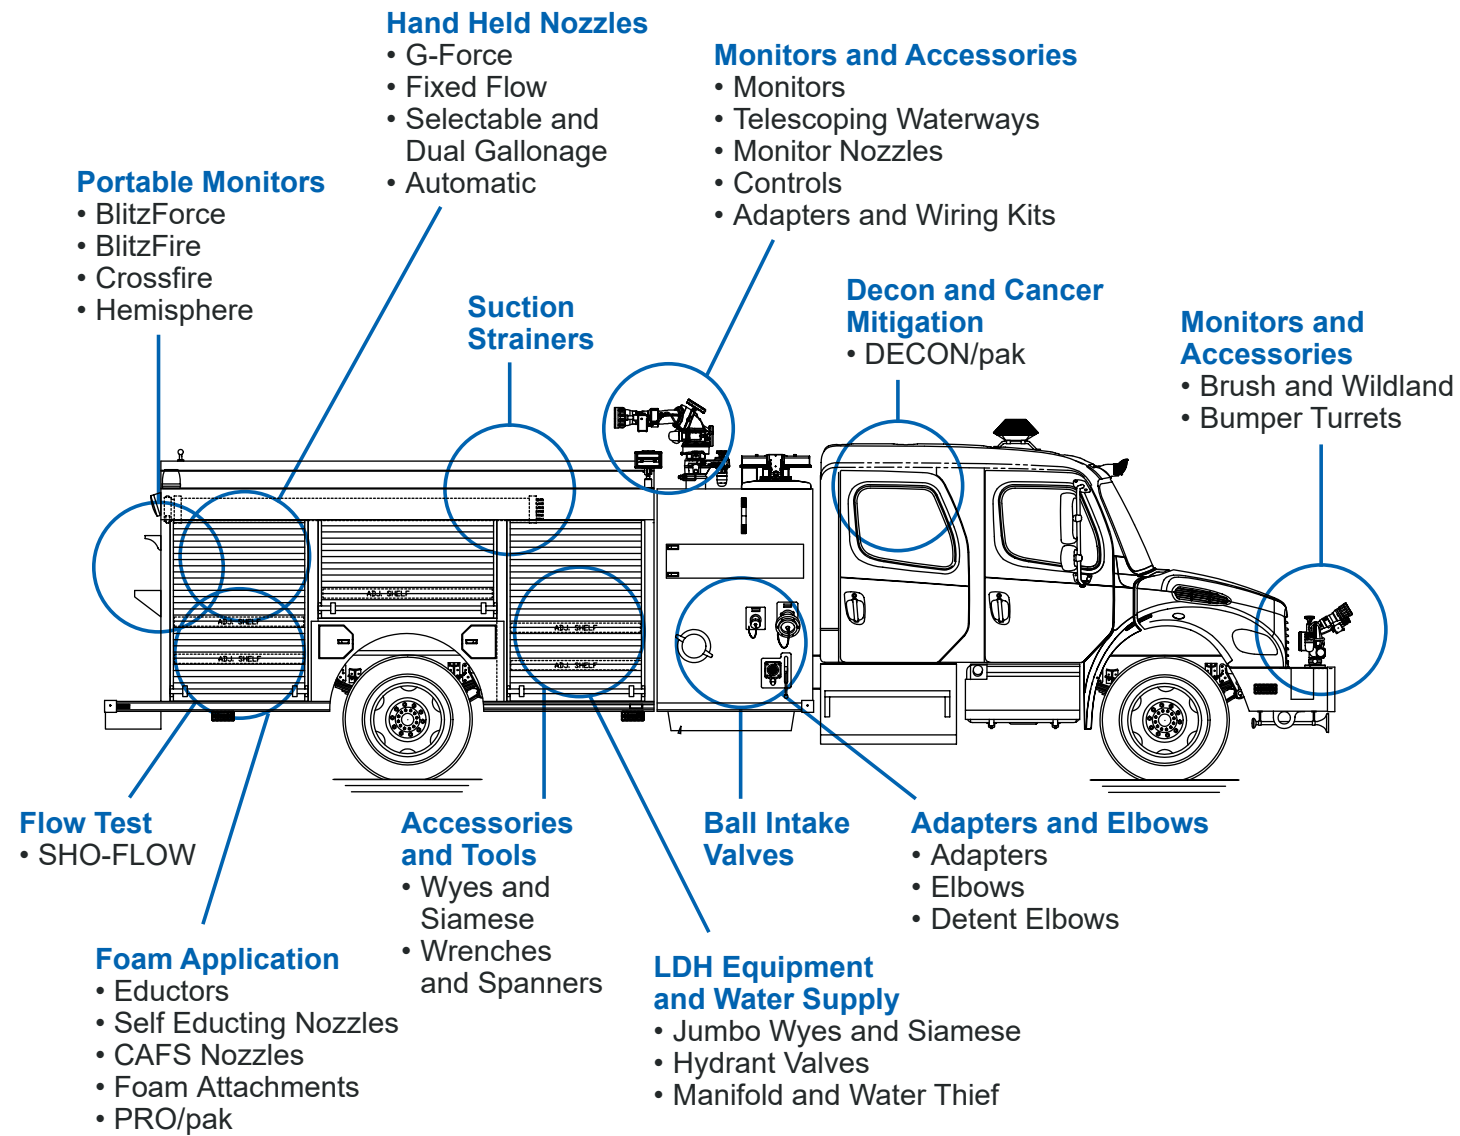 Hand Held Nozzles
• G-Force
• Fixed Flow
• Selectable and
Dual Gallonage
• Automatic
Monitors and Accessories
• Monitors
• Telescoping Waterways
• Monitor Nozzles
• Controls
• Adapters and Wiring Kits
Portable Monitors
• BlitzForce
• BlitzFire
• Crossfire
• Hemisphere
Suction
Strainers
Decon and Cancer
Mitigation
• DECON/pak
Monitors and
Accessories
• Brush and Wildland
• Bumper Turrets
ADJ. SHELF
ADJ. SHELF
ADJ. SHELF
ADJ. SHELF
ADJ. SHELF
Flow Test
• SHO-FLOW
Accessories
and Tools
• Wyes and
Siamese
• Wrenches
and Spanners
Ball Intake
Valves
Adapters and Elbows
• Adapters
• Elbows
• Detent Elbows
Foam Application
• Eductors
• Self Educting Nozzles
• CAFS Nozzles
• Foam Attachments
• PRO/pak
LDH Equipment
and Water Supply
• Jumbo Wyes and Siamese
• Hydrant Valves
• Manifold and Water Thief